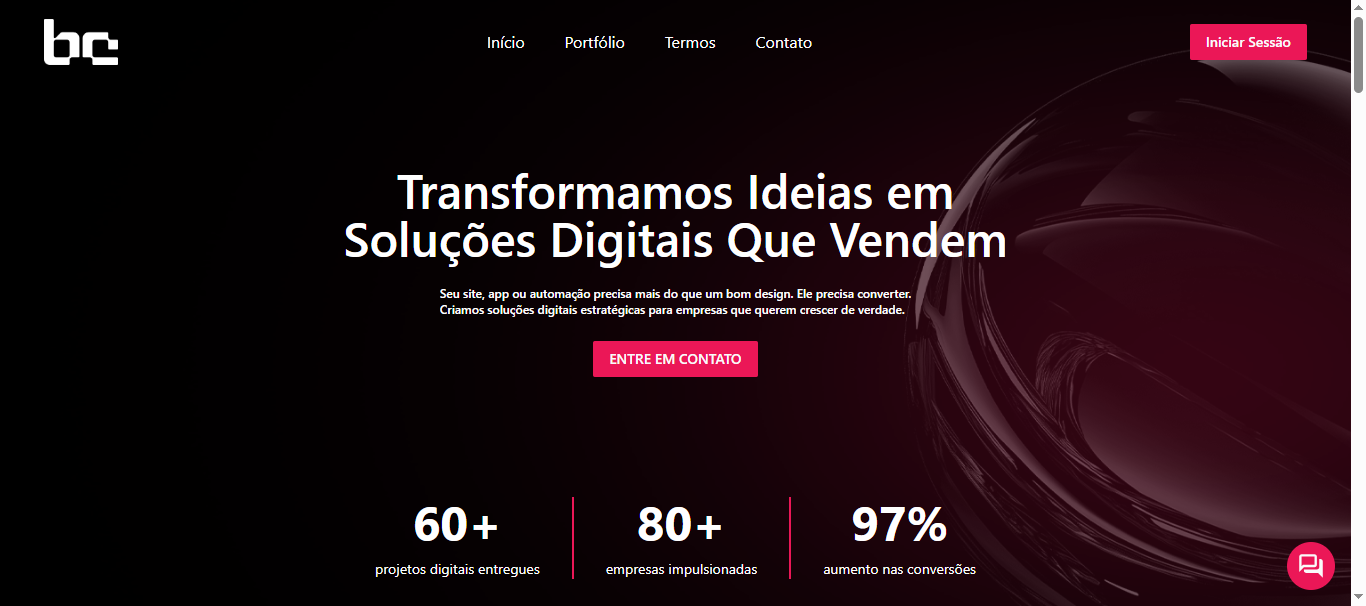 bc
Início
Portfólio
Termos
Contato
Iniciar Sessão
Transformamos Ideias em
Soluções Digitais Que Vendem
Seu site, app ou automação precisa mais do que um bom design. Ele precisa converter.
Criamos soluções digitais estratégicas para empresas que querem crescer de verdade.
ENTRE EM CONTATO
60+
projetos digitais entregues
80+
empresas impulsionadas
97%
aumento nas conversões